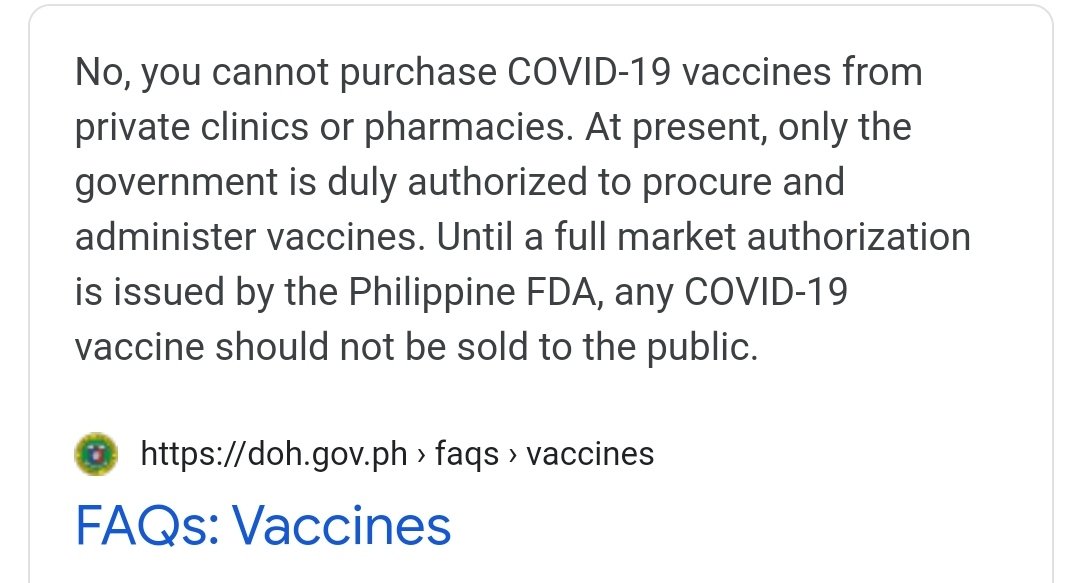 No, you cannot purchase COVID-19 vaccines from
private clinics or pharmacies. At present, only the
government is duly authorized to procure and
administer vaccines. Until a full market authorization
is issued by the Philippine FDA, any COVID-19
vaccine should not be sold to the public.
https://doh.gov.ph › faqs › vaccines
FAQs: Vaccines